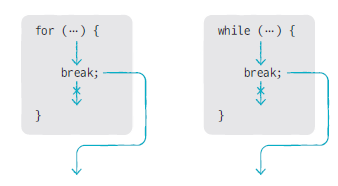 for (⋯) {
break;
}
while (⋯) {
break;
}